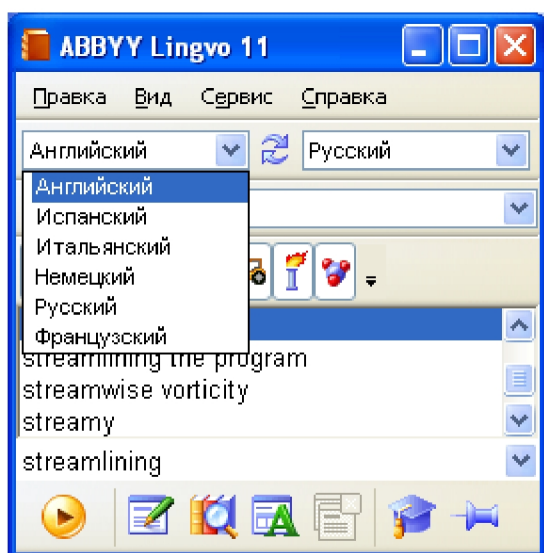 ABBYY Lingvo 11
Правка Вид Сервис Справка
Английский Русский
Английский
Испанский
Итальянский
Немецкий
Русский
Французский
streamlining the program
streamwise vorticity
streamy
streamlining